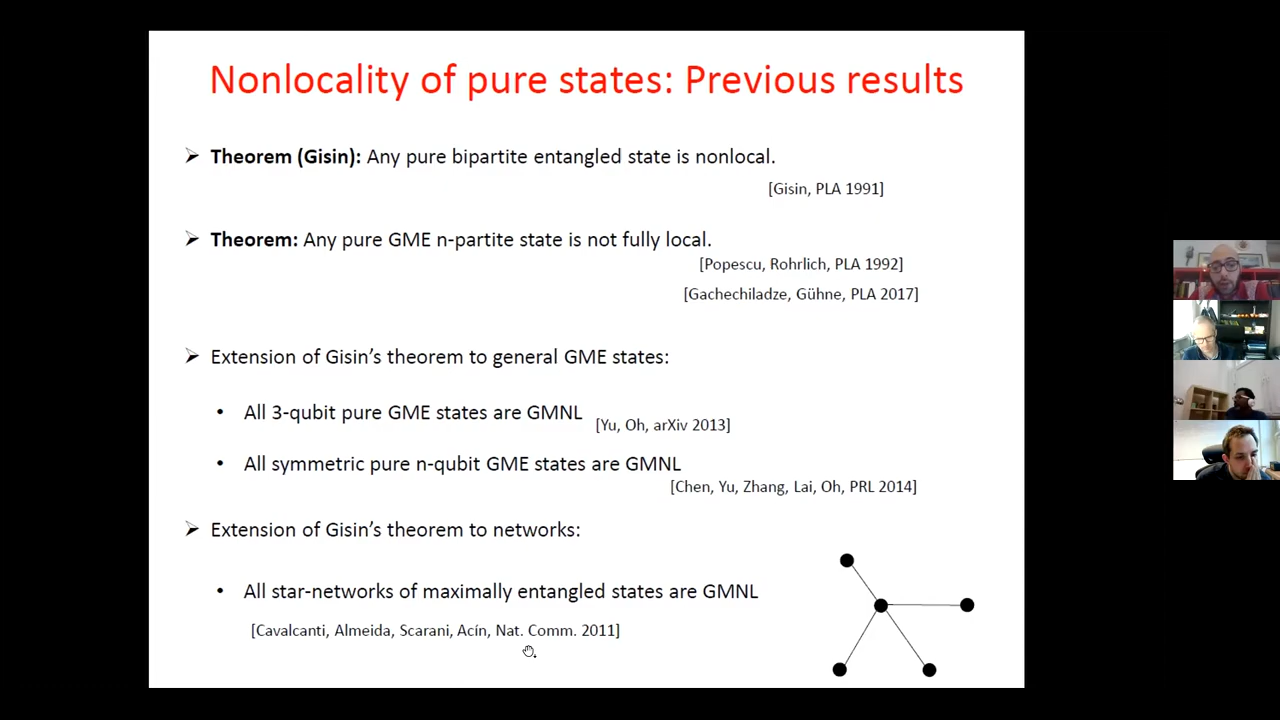 Nonlocality of pure states: Previous results
Theorem (Gisin): Any pure bipartite entangled state is nonlocal.
[Gisin, PLA 1991]
Theorem: Any pure GME n-partite state is not fully local.
[Popescu, Rohrlich, PLA 1992]
[Gachechiladze, Gühne, PLA 2017]
Extension of Gisin’s theorem to general GME states:
All 3-qubit pure GME states are GMNL
[Yu, Oh, arXiv 2013]
All symmetric pure n-qubit GME states are GMNL
[Chen, Yu, Zhang, Lai, Oh, PRL 2014]
Extension of Gisin’s theorem to networks:
All star-networks of maximally entangled states are GMNL
[Cavalcanti, Almeida, Scarani, Acín, Nat. Comm. 2011]